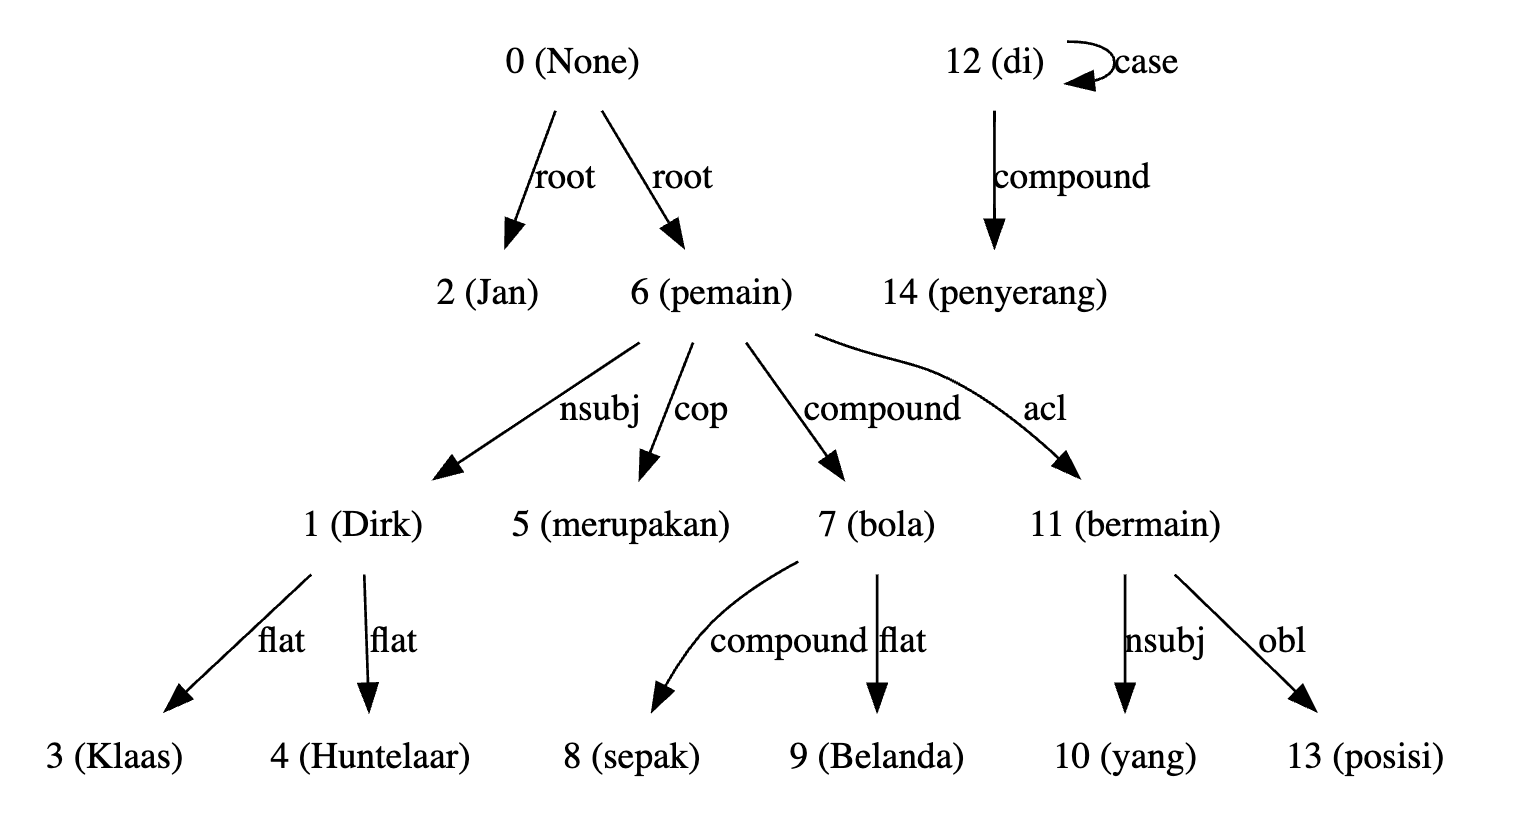 0 (None)
12 (di)
case
root
root
compound
2 (Jan)
6 (pemain)
14 (penyerang)
nsubj
cop
compound
acl
1 (Dirk)
5 (merupakan)
7 (bola)
11 (bermain)
flat
flat
compound
flat
nsubj
obl
3 (Klaas)
4 (Huntelaar)
8 (sepak)
9 (Belanda)
10 (yang)
13 (posisi)